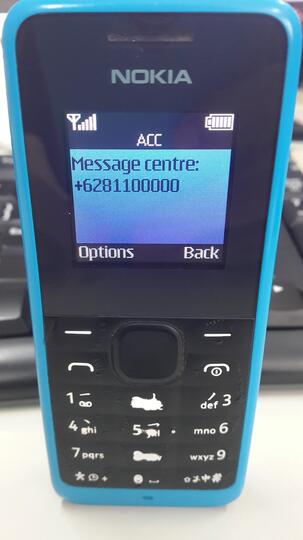 NOKIA
ACC
Message centre:
+6281100000
Options Back
1
def 3
4 ghi 5 mno 6
7 pqrs wxyz 9
* + #